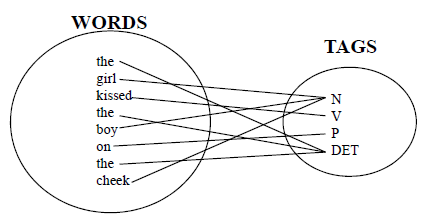 WORDS
the
girl
kissed
the
boy
on
the
cheek
TAGS
N
V
P
DET